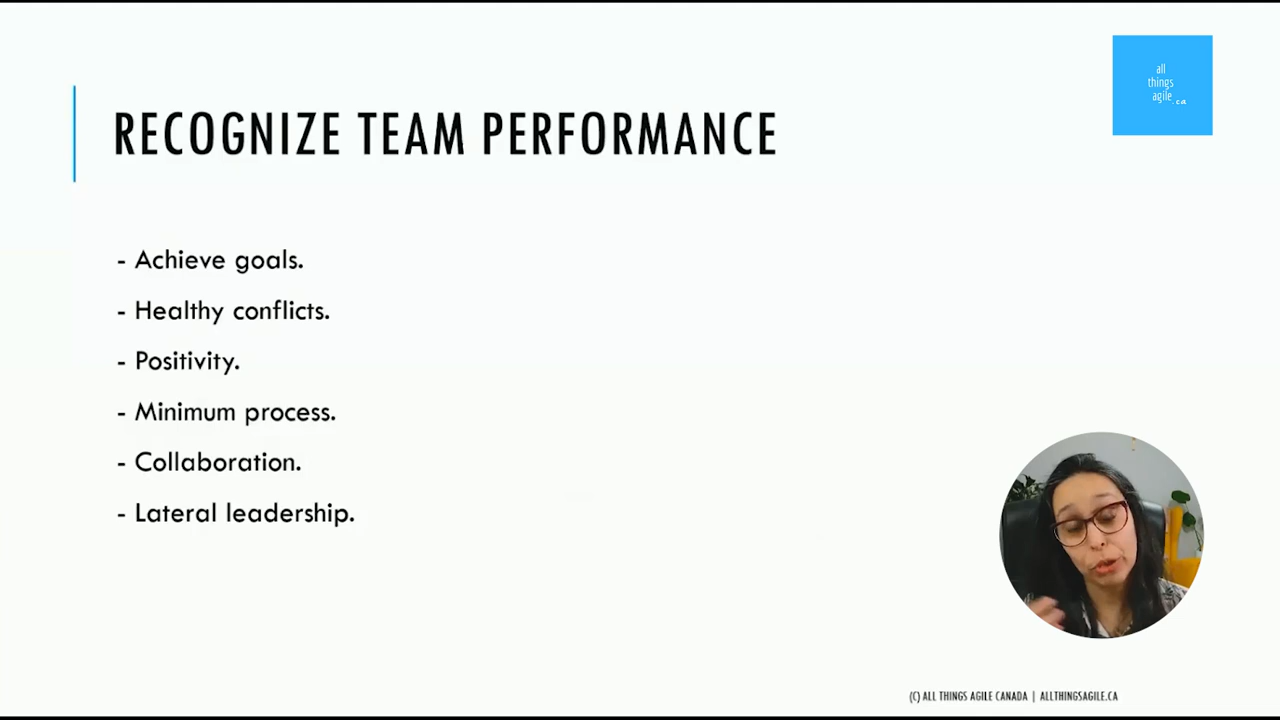 all
things
agile.ca
RECOGNIZE TEAM PERFORMANCE
- Achieve goals.
- Healthy conflicts.
- Positivity.
- Minimum process.
- Collaboration.
- Lateral leadership.
(C) ALL THINGS AGILE CANADA | ALLTHINGSAGILE.CA